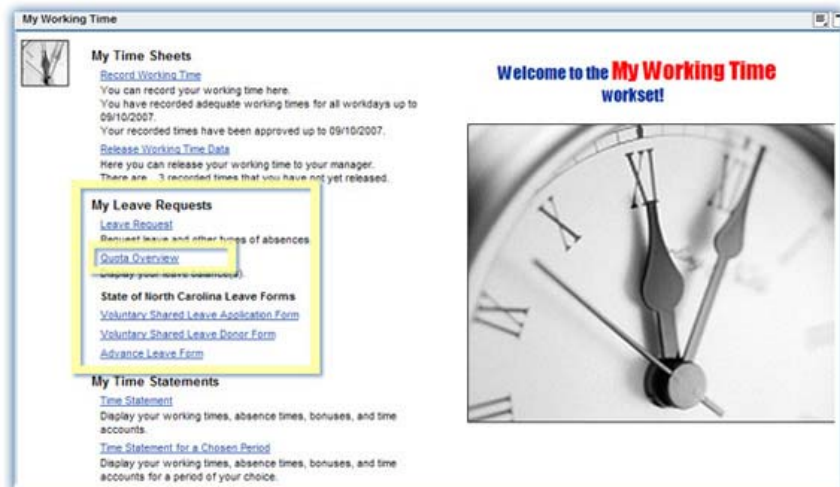 My Working Time
My Time Sheets
Record Working Time
You can record your working time here.
You have recorded adequate working times for all workdays up to
09/10/2007.
Your recorded times have been approved up to 09/10/2007.
Release Working Time Data
Here you can release your working time to your manager.
There are 3 recorded times that you have not yet released.
My Leave Requests
Leave Request
Request leave and other types of absences
Quota Overview
Display your leave balance(s).
State of North Carolina Leave Forms
Voluntary Shared Leave Application Form
Voluntary Shared Leave Donor Form
Advance Leave Form
My Time Statements
Time Statement
Display your working times, absence times, bonuses, and time
accounts.
Time Statement for a Chosen Period
Display your working times, absence times, bonuses, and time
accounts for a period of your choice.
Welcome to the My Working Time
workset!